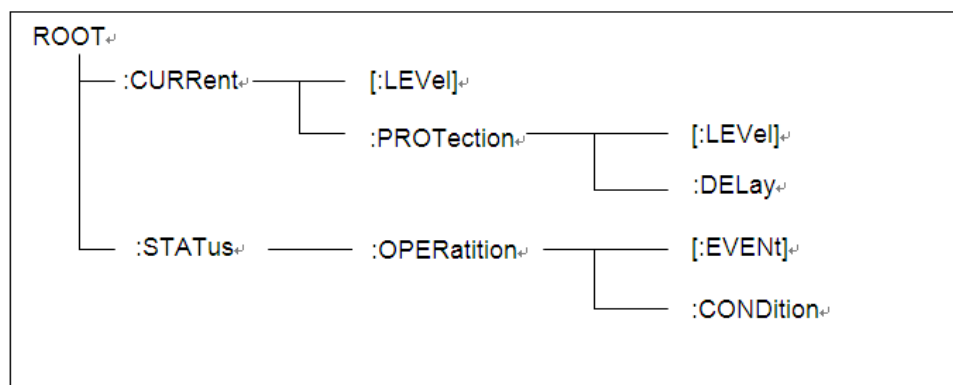 ROOT↵
:CURRent↵ [:LEVel]↵
:PROTection↵ [:LEVel]↵
:DELay↵
:STATus↵ :OPERatition↵ [:EVENt]↵
:CONDition↵